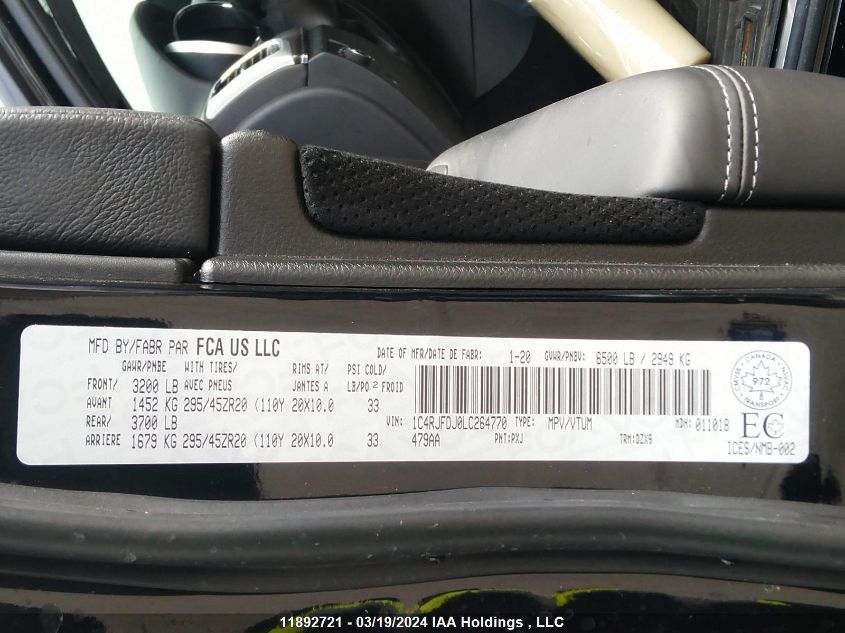 MFD BY/FABR PAR FCA US LLC
DATE OF MFR/DATE DE FABR: 1-20 GVWR/PNBV: 6500 LB / 2949 KG
GAWR/PNBE WITH TIRES/ RIMS AT/ PSI COLD/
FRONT/ 3200 LB AVEC PNEUS JANTES A LB/PO² FROID
AVANT 1452 KG 295/45ZR20 (110Y 20X10.0 33
REAR/ 3700 LB
ARRIERE 1679 KG 295/45ZR20 (110Y 20X10.0 33
VIN: 1C4RJFDJ0LC264770 MPV/VTUM MDH: 011018
479AA PNT: PXJ TRM: DZX9
CANADA
972
TRANSPORT
EC
ICES/NMB-002
11892721 - 03/19/2024 IAA Holdings , LLC